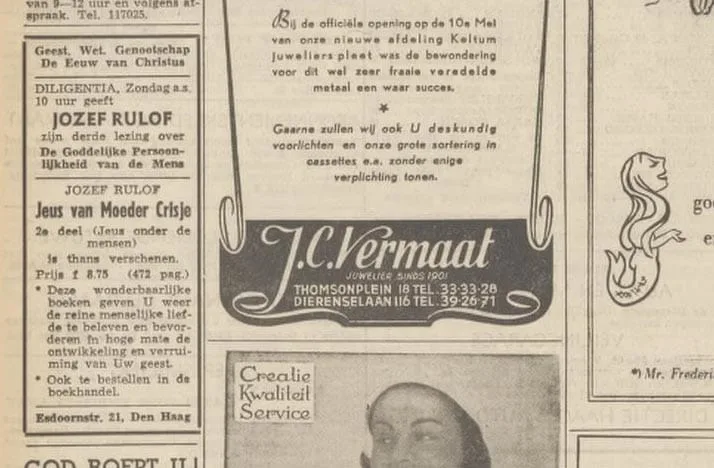 van 9—12 uur en volgens af-
spraak. Tel. 117025.
Geest. Wet. Genootschap
De Eeuw van Christus
DILIGENTIA, Zondag a.s.
10 uur geeft
JOZEF RULOF
zijn derde lezing over
De Goddelijke Persoon-
lijkheid van de Mens
JOZEF RULOF
Jeus van Moeder Crisje
2e deel (Jeus onder de
mensen)
is thans verschenen.
Prijs f 8.75 (472 pag.)
* Deze wonderbaarlijke
boeken geven U weer
de reine menselijke lief-
de te beleven en bevor-
deren in hoge mate de
ontwikkeling en verrui-
ming van Uw geest.
* Ook te bestellen in de
boekhandel.
Esdoornstr. 21, Den Haag
GOD ROEPT U!
Bij de officiële opening op de 10e Mei
van onze nieuwe afdeling Keltum
Juweliers pleet was de bewondering
voor dit wel zeer fraaie veredelde
metaal een waar succes.
Gaarne zullen wij ook U deskundig
voorlichten en onze grote sortering in
cassettes e.a. zonder enige
verplichting tonen.
J.C. Vermaat
JUWELIER SINDS 1901
THOMSONPLEIN 18 TEL. 33-33-28
DIERENSELAAN 116 TEL. 39-26-71
Creatie
Kwaliteit
Service
goe
e
*) Mr. Frederi